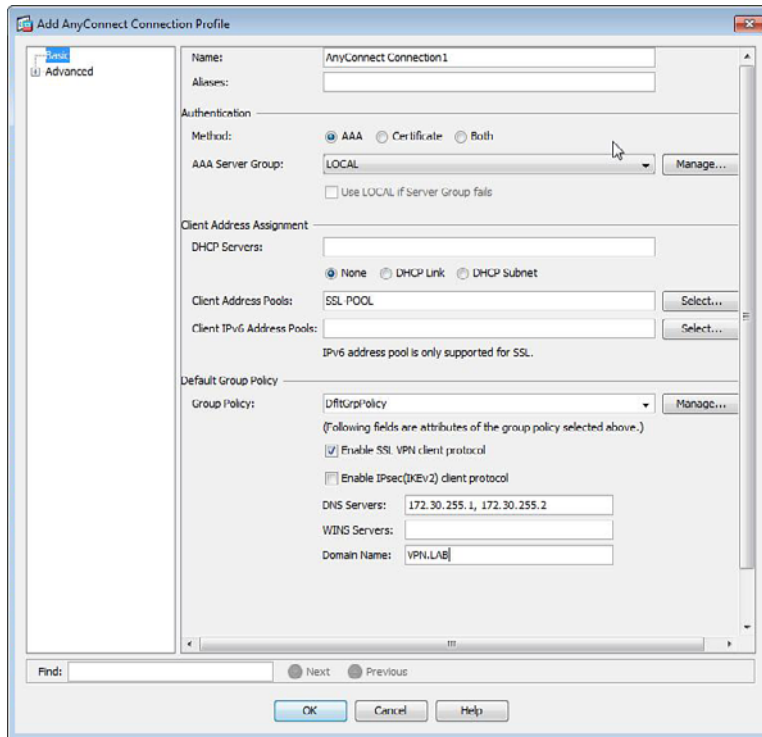 Add AnyConnect Connection Profile
Basic
Advanced
Name: AnyConnect Connection1
Aliases:
Authentication
Method: AAA Certificate Both
AAA Server Group: LOCAL Manage...
Use LOCAL if Server Group fails
Client Address Assignment
DHCP Servers:
None DHCP Link DHCP Subnet
Client Address Pools: SSL-POOL Select...
Client IPv6 Address Pools: Select...
IPv6 address pool is only supported for SSL.
Default Group Policy
Group Policy: DfltGrpPolicy Manage...
(Following fields are attributes of the group policy selected above.)
Enable SSL VPN client protocol
Enable IPsec(IKEv2) client protocol
DNS Servers: 172.30.255.1, 172.30.255.2
WINS Servers:
Domain Name: VPN.LAB
Find: Next Previous
OK Cancel Help